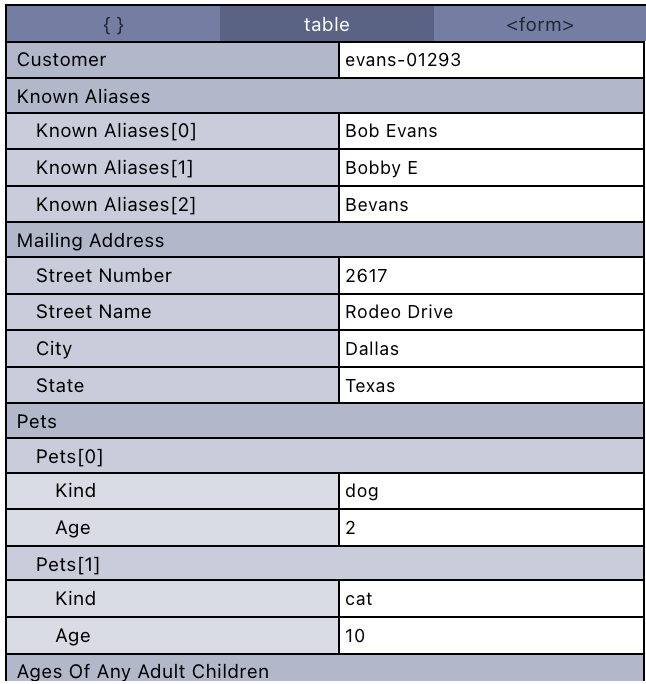 { } table <form>
Customer evans-01293
Known Aliases
Known Aliases[0] Bob Evans
Known Aliases[1] Bobby E
Known Aliases[2] Bevans
Mailing Address
Street Number 2617
Street Name Rodeo Drive
City Dallas
State Texas
Pets
Pets[0]
Kind dog
Age 2
Pets[1]
Kind cat
Age 10
Ages Of Any Adult Children